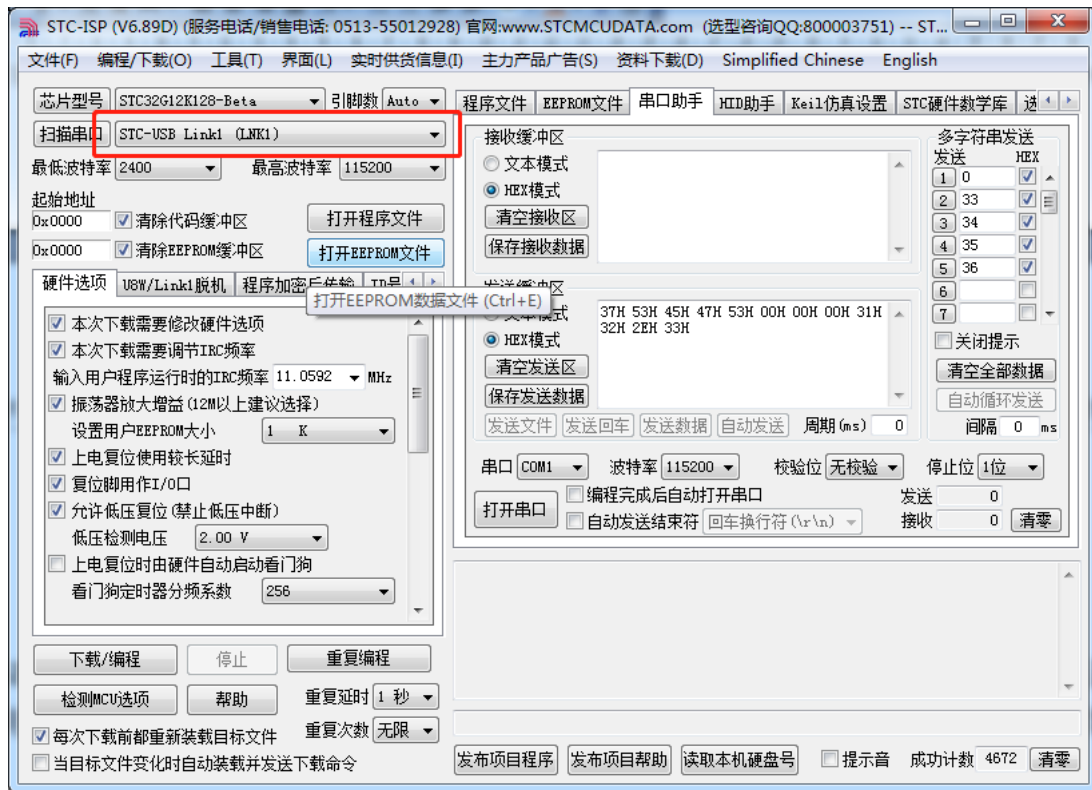 STC-ISP (V6.89D) (服务电话/销售电话: 0513-55012928) 官网:www.STCMCUDATA.com (选型咨询QQ:800003751) -- ST...
文件(F) 编程/下载(O) 工具(T) 界面(L) 实时供货信息(I) 主力产品广告(S) 资料下载(D) Simplified Chinese English
芯片型号 STC32G12K128-Beta 引脚数 Auto
扫描串口 STC-USB Link1 (LNK1)
最低波特率 2400 最高波特率 115200
起始地址
0x0000 清除代码缓冲区 打开程序文件
0x0000 清除EEPROM缓冲区 打开EEPROM文件
硬件选项 U8W/Link1脱机 程序加密后传输 ID号
打开EEPROM数据文件 (Ctrl+E)
本次下载需要修改硬件选项
本次下载需要调节IRC频率
输入用户程序运行时的IRC频率 11.0592 MHz
振荡器放大增益(12M以上建议选择)
设置用户EEPROM大小 1 K
上电复位使用较长延时
复位脚用作I/O口
允许低压复位(禁止低压中断)
低压检测电压 2.00 V
上电复位时由硬件自动启动看门狗
看门狗定时器分频系数 256
下载/编程 停止 重复编程
检测MCU选项 帮助 重复延时 1 秒
每次下载前都重新装载目标文件 重复次数 无限
当目标文件变化时自动装载并发送下载命令
程序文件 EEPROM文件 串口助手 HID助手 Keil仿真设置 STC硬件数学库 选
接收缓冲区
文本模式
HEX模式
清空接收区
保存接收数据
多字符串发送
发送 HEX
1 0
2 33
3 34
4 35
5 36
6
7
关闭提示
清空全部数据
自动循环发送
间隔 0 ms
发送缓冲区
文本模式
HEX模式
清空发送区
保存发送数据
37H 53H 45H 47H 53H 00H 00H 00H 31H
32H 2EH 33H
发送文件 发送回车 发送数据 自动发送 周期(ms) 0
串口 COM1 波特率 115200 校验位 无校验 停止位 1位
打开串口 编程完成后自动打开串口 发送 0
自动发送结束符 回车换行符(\r\n) 接收 0 清零
发布项目程序 发布项目帮助 读取本机硬盘号 提示音 成功计数 4672 清零